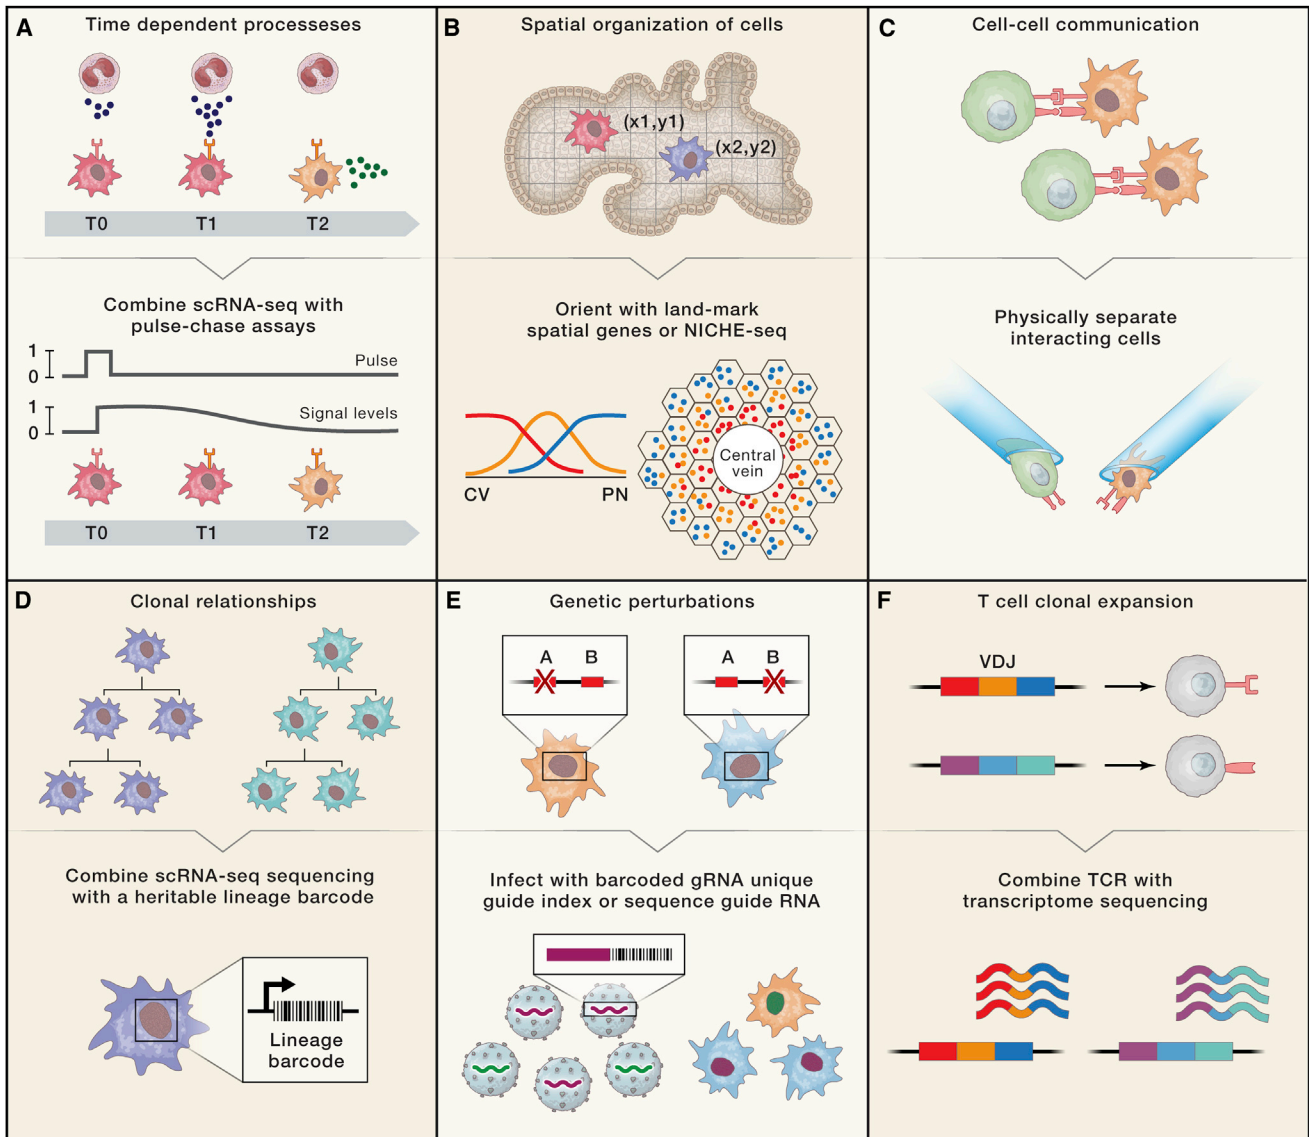 A
Time dependent processeses
T0
T1
T2
Combine scRNA-seq with
pulse-chase assays
1
0
Pulse
1
0
Signal levels
T0
T1
T2
B
Spatial organization of cells
(x1,y1)
(x2,y2)
Orient with land-mark
spatial genes or NICHE-seq
CV
PN
Central
vein
C
Cell-cell communication
Physically separate
interacting cells
D
Clonal relationships
Combine scRNA-seq sequencing
with a heritable lineage barcode
Lineage
barcode
E
Genetic perturbations
A
B
A
B
Infect with barcoded gRNA unique
guide index or sequence guide RNA
F
T cell clonal expansion
VDJ
Combine TCR with
transcriptome sequencing